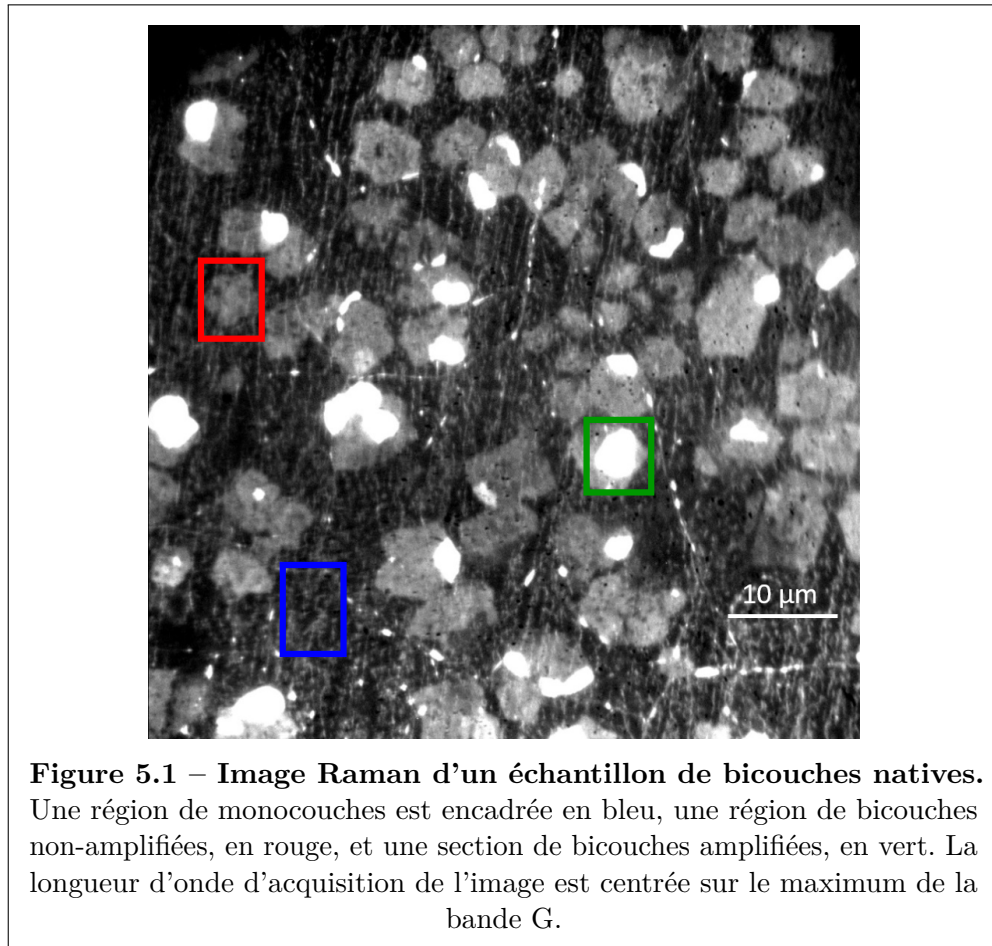 10 µm
Figure 5.1 – Image Raman d'un échantillon de bicouches natives.
Une région de monocouches est encadrée en bleu, une région de bicouches
non-amplifiées, en rouge, et une section de bicouches amplifiées, en vert. La
longueur d'onde d'acquisition de l'image est centrée sur le maximum de la
bande G.